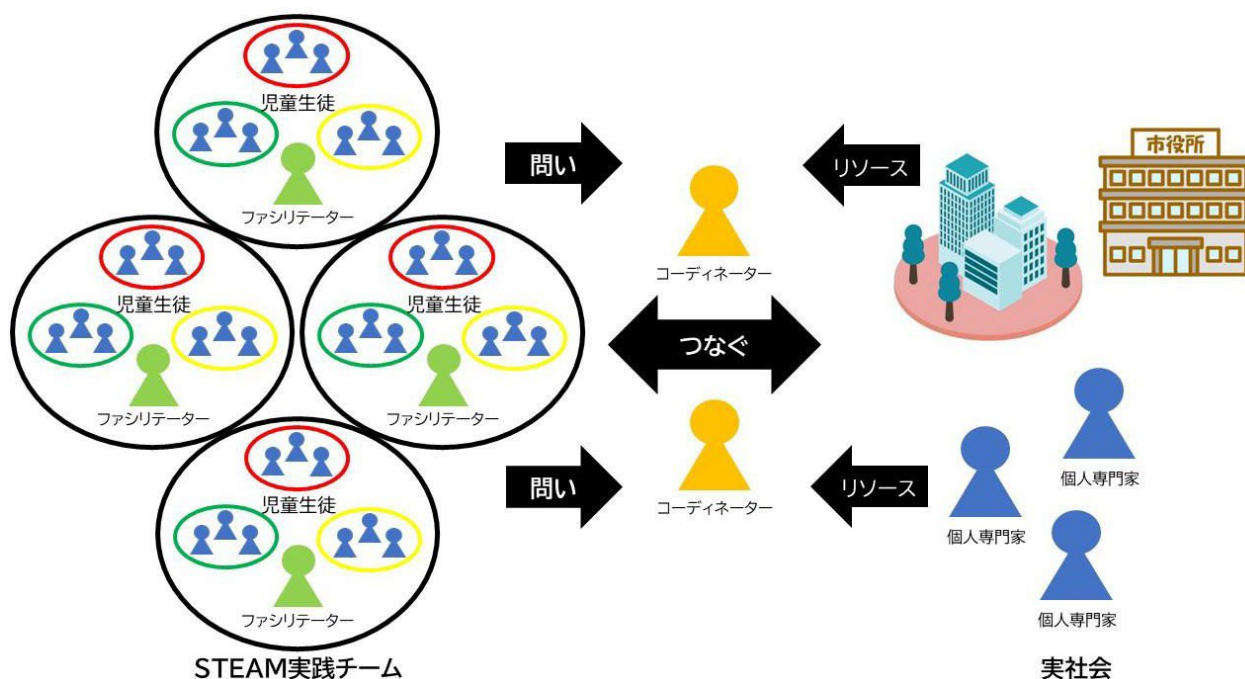 児童生徒
ファシリテーター
児童生徒
ファシリテーター
児童生徒
ファシリテーター
児童生徒
ファシリテーター
STEAM実践チーム
問い
コーディネーター
つなぐ
問い
コーディネーター
リソース
市役所
リソース
個人専門家
個人専門家
個人専門家
実社会